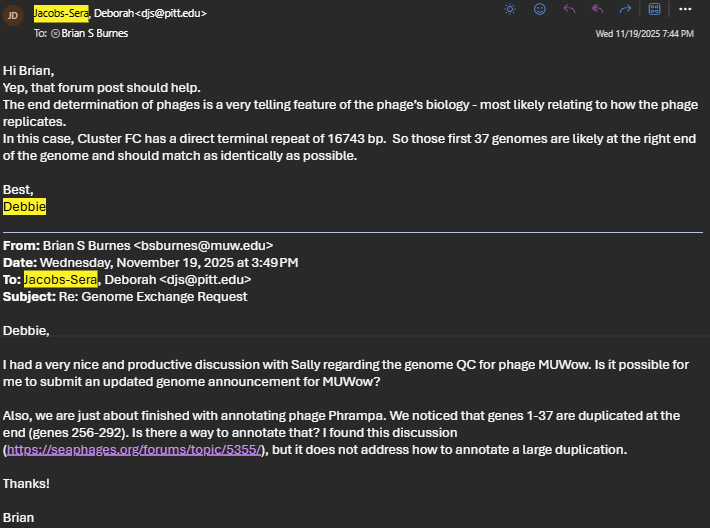 JD
Jacobs-Sera, Deborah<djs@pitt.edu>
To: Brian S Burnes
Wed 11/19/2025 7:44 PM
Hi Brian,
Yep, that forum post should help.
The end determination of phages is a very telling feature of the phage's biology - most likely relating to how the phage
replicates.
In this case, Cluster FC has a direct terminal repeat of 16743 bp.  So those first 37 genomes are likely at the right end
of the genome and should match as identically as possible.
Best,
Debbie
From: Brian S Burnes <bsburnes@muw.edu>
Date: Wednesday, November 19, 2025 at 3:49 PM
To: Jacobs-Sera, Deborah <djs@pitt.edu>
Subject: Re: Genome Exchange Request
Debbie,
I had a very nice and productive discussion with Sally regarding the genome QC for phage MUWow. Is it possible for
me to submit an updated genome announcement for MUWow?
Also, we are just about finished with annotating phage Phrampa. We noticed that genes 1-37 are duplicated at the
end (genes 256-292). Is there a way to annotate that? I found this discussion
(https://seaphages.org/forums/topic/5355/), but it does not address how to annotate a large duplication.
Thanks!
Brian